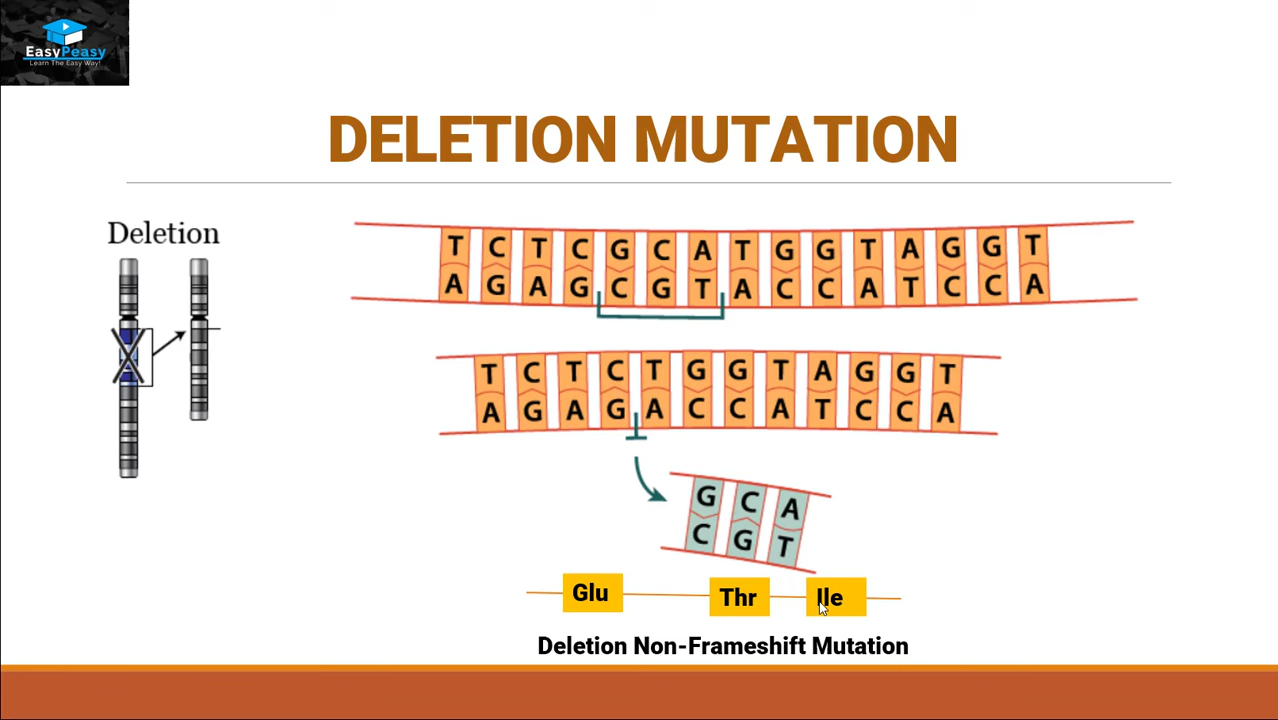 EasyPeasy
Learn The Easy Way!
DELETION MUTATION
Deletion
T C T C G C A T G G T A G G T
A G A G C G T A C C A T C C A
T C T C T G G T A G G T
A G A G A C C A T C C A
G C A
C G T
Glu Thr Ile
Deletion Non-Frameshift Mutation